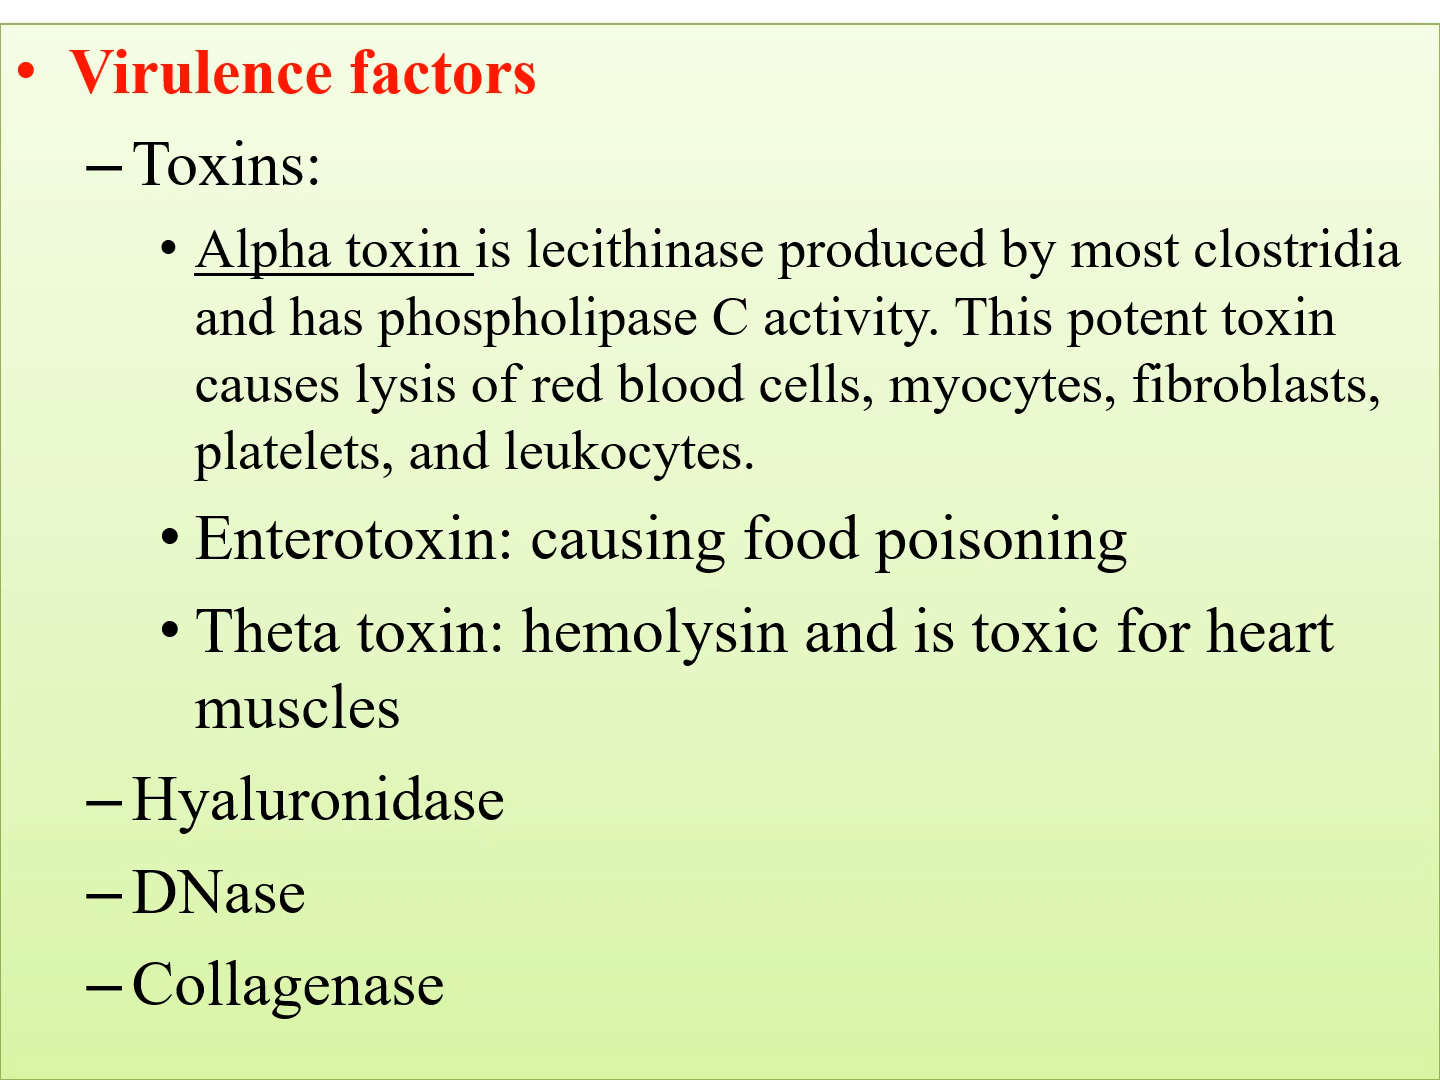 • Virulence factors
– Toxins:
• Alpha toxin is lecithinase produced by most clostridia
and has phospholipase C activity. This potent toxin
causes lysis of red blood cells, myocytes, fibroblasts,
platelets, and leukocytes.
• Enterotoxin: causing food poisoning
• Theta toxin: hemolysin and is toxic for heart
muscles
– Hyaluronidase
– DNase
– Collagenase